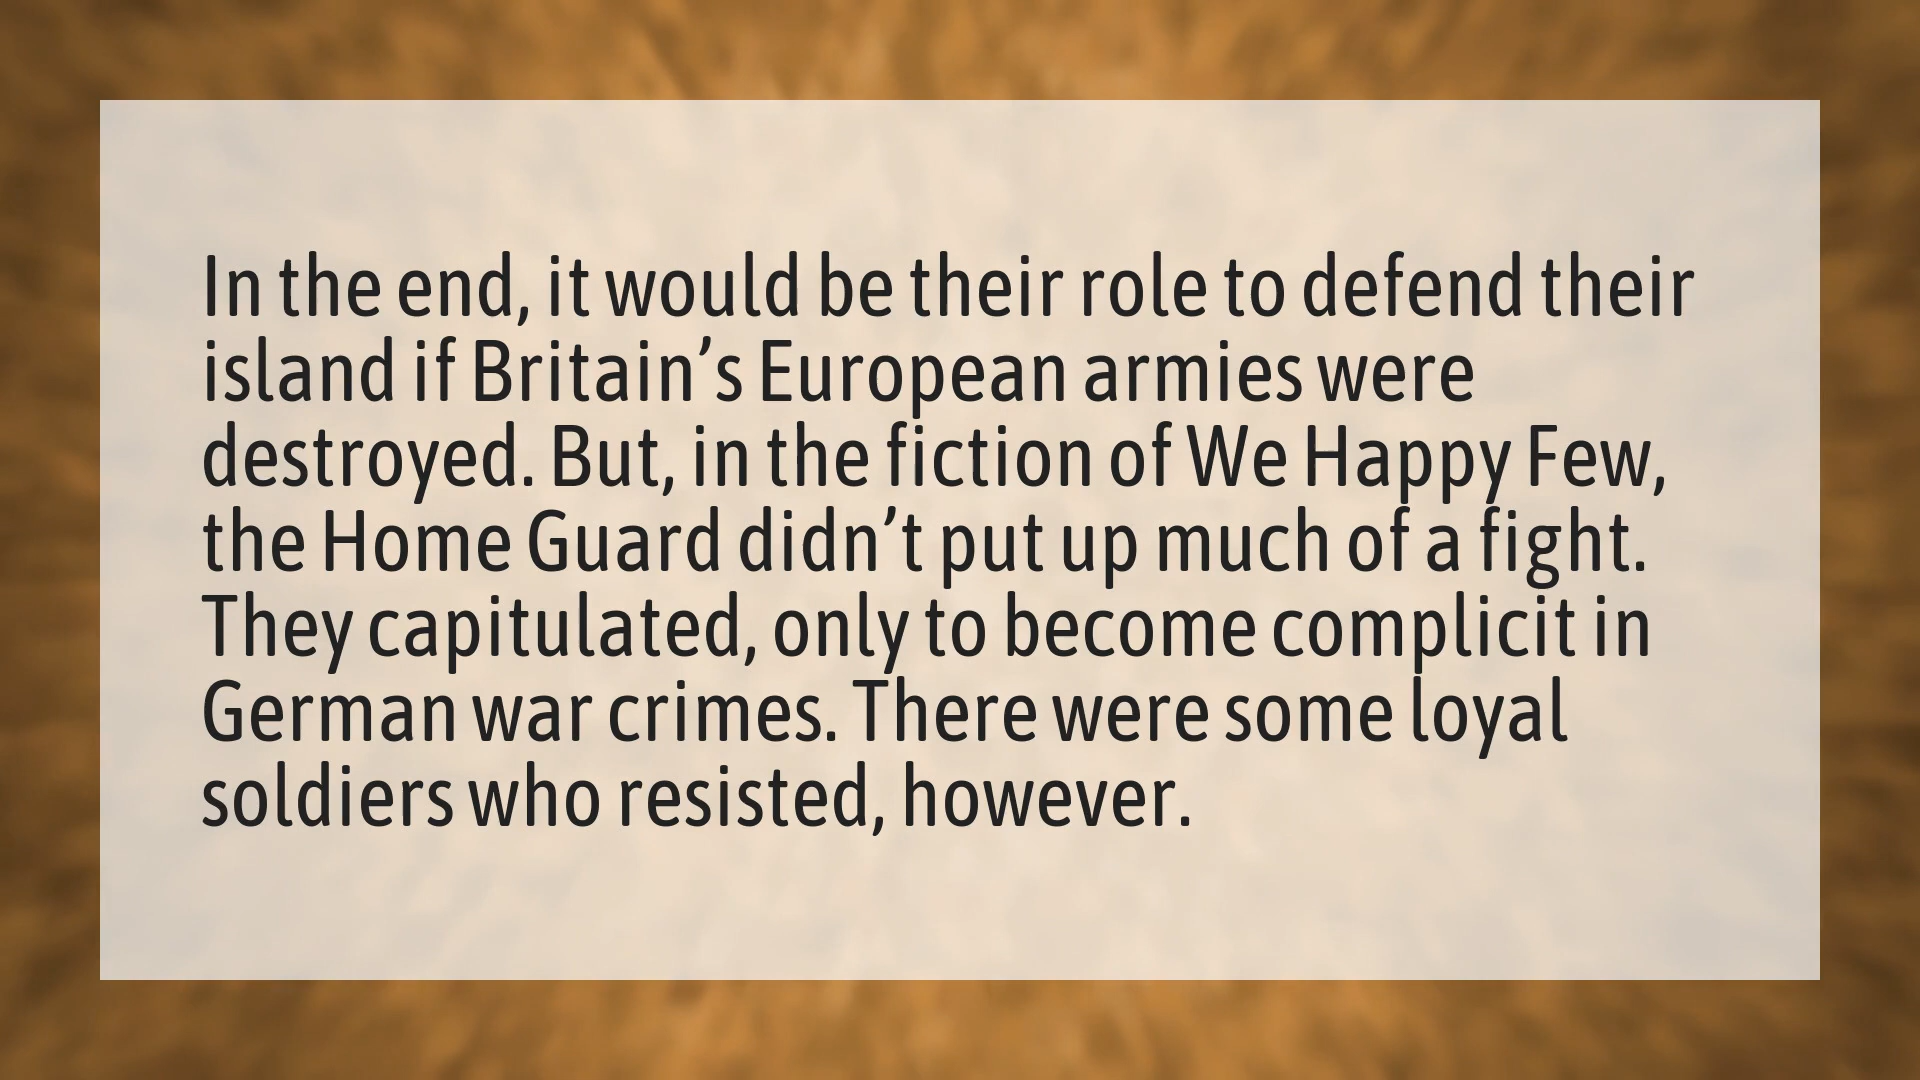 In the end, it would be their role to defend their
island if Britain’s European armies were
destroyed. But, in the fiction of We Happy Few,
the Home Guard didn’t put up much of a fight.
They capitulated, only to become complicit in
German war crimes. There were some loyal
soldiers who resisted, however.